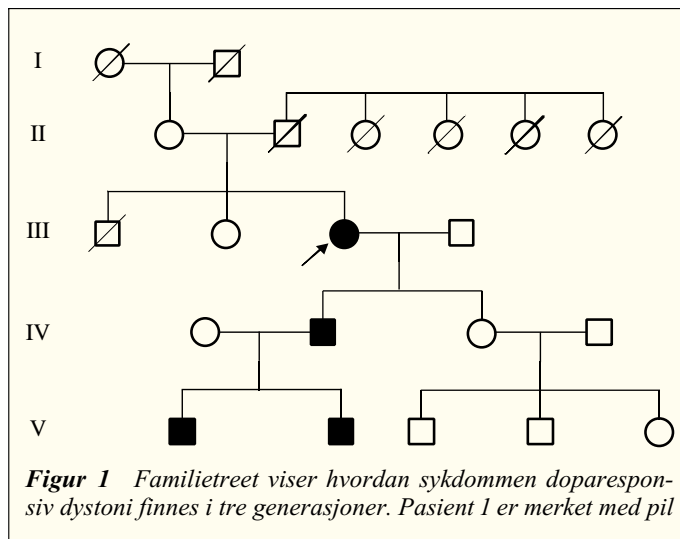 I
II
III
IV
V
Figur 1 Familietreet viser hvordan sykdommen doparespon-
siv dystoni finnes i tre generasjoner. Pasient 1 er merket med pil